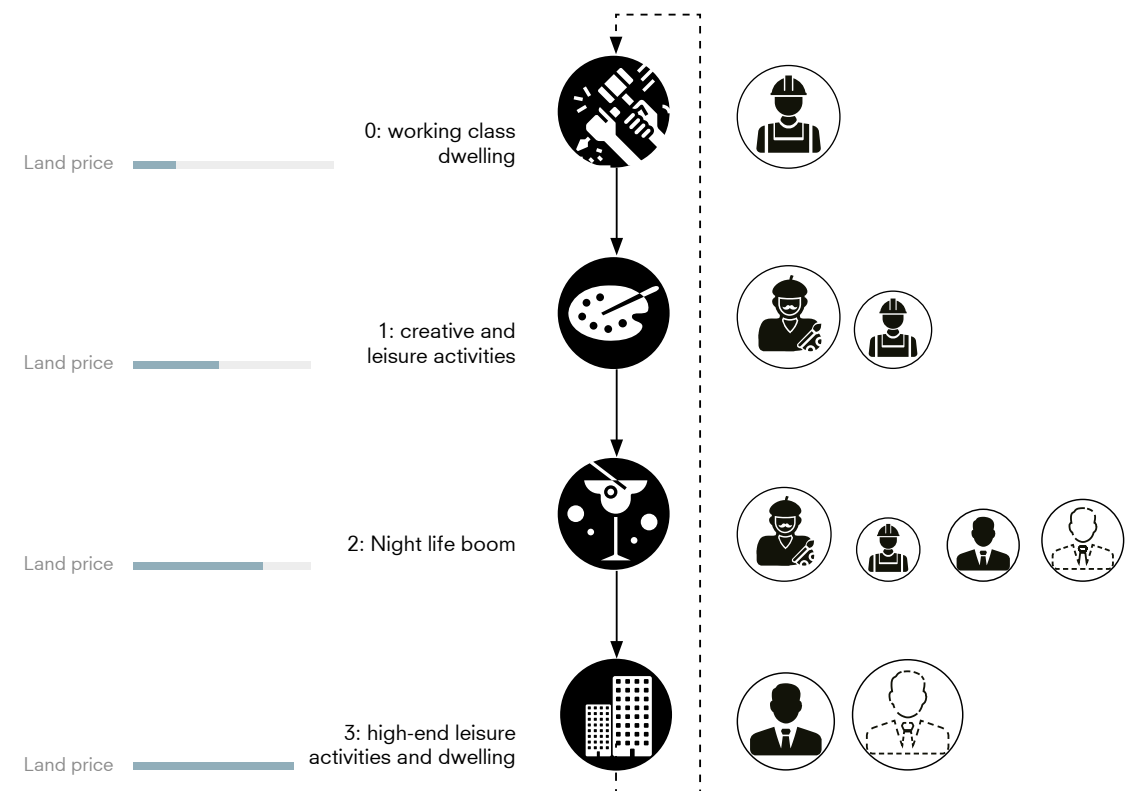 0: working class
dwelling
Land price
1: creative and
leisure activities
Land price
2: Night life boom
Land price
3: high-end leisure
activities and dwelling
Land price